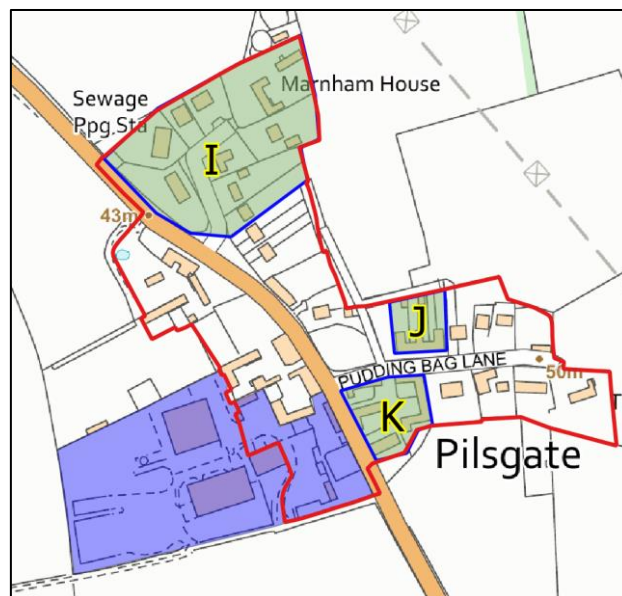 Marnham House
Sewage
Ppg Sta
I
43m
J
PUDDING BAG LANE
50m
K
Pilsgate
T